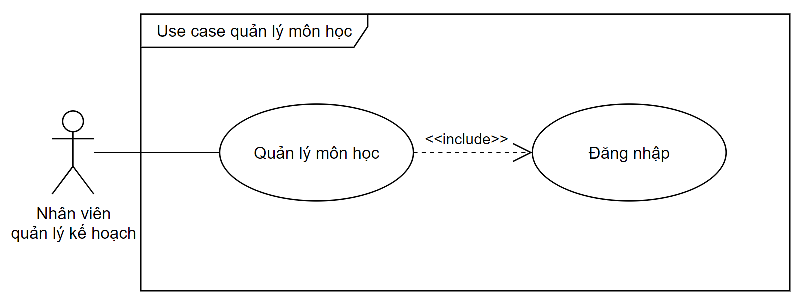 Use case quản lý môn học
Quản lý môn học
<<include>>
Đăng nhập
Nhân viên
quản lý kế hoạch